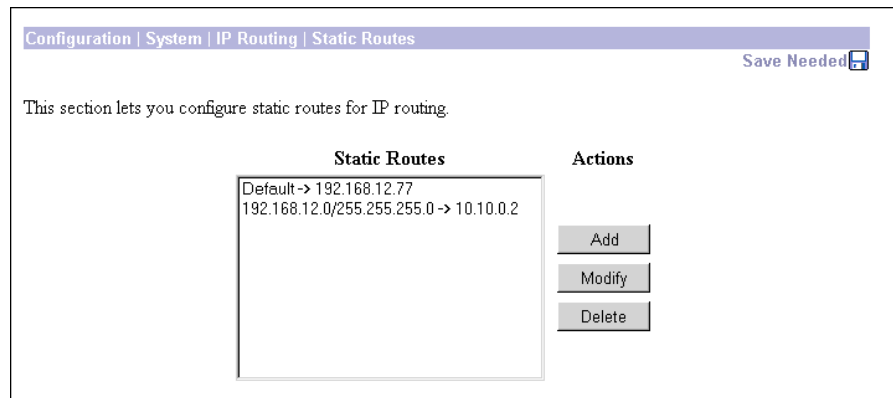 Configuration | System | IP Routing | Static Routes
Save Needed
This section lets you configure static routes for IP routing.
Static Routes
Actions
Default -> 192.168.12.77
192.168.12.0/255.255.255.0 -> 10.10.0.2
Add
Modify
Delete